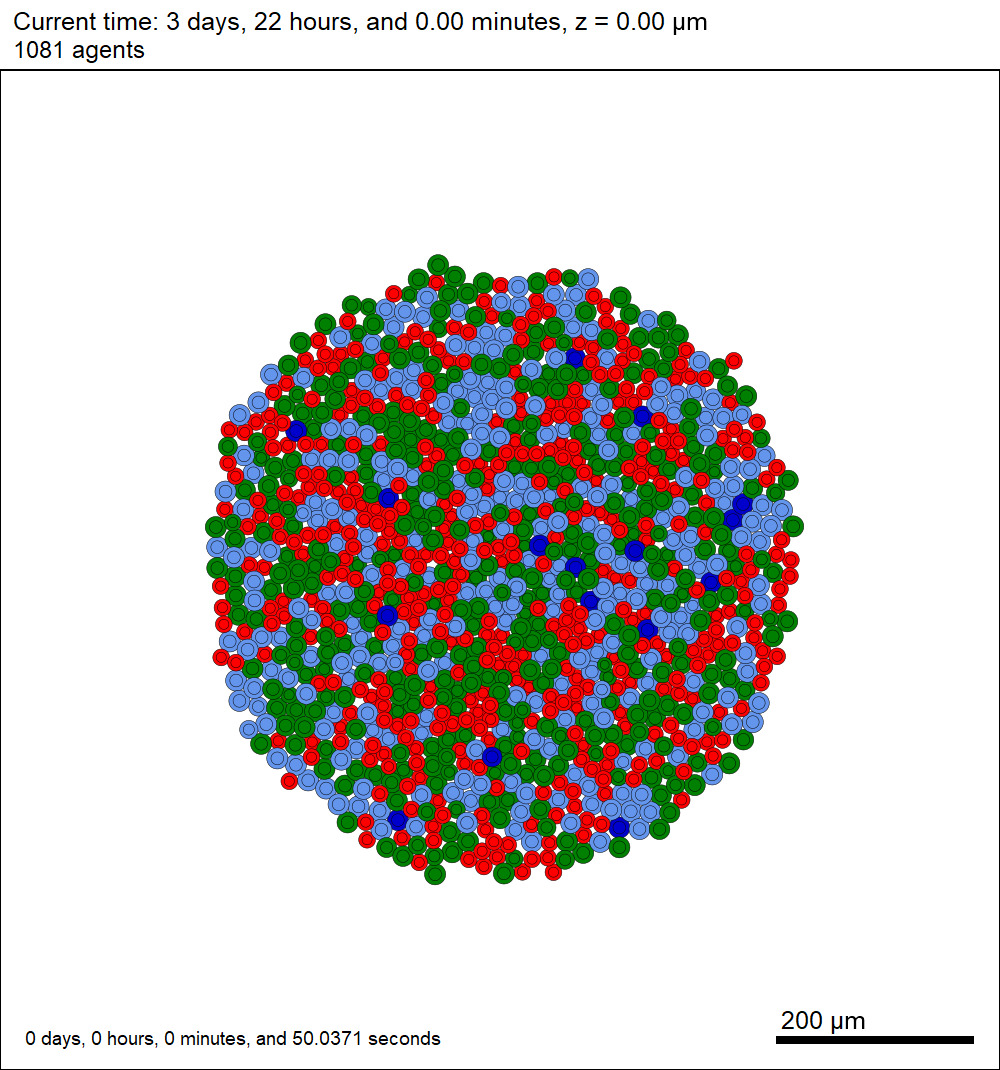 Current time: 3 days, 22 hours, and 0.00 minutes, z = 0.00 µm
1081 agents
200 µm
0 days, 0 hours, 0 minutes, and 50.0371 seconds